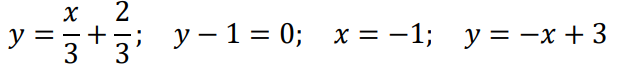 y = x/3 + 2/3;   y − 1 = 0;   x = −1;   y = −x + 3